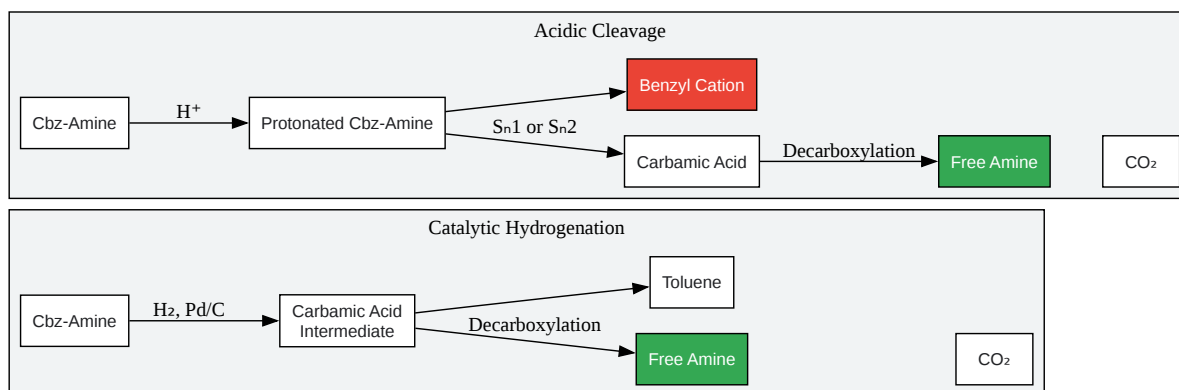 Acidic Cleavage
Benzyl Cation
Cbz-Amine
H⁺
Protonated Cbz-Amine
Sₙ1 or Sₙ2
Carbamic Acid
Decarboxylation
Free Amine
CO₂
Catalytic Hydrogenation
Toluene
Cbz-Amine
H₂, Pd/C
Carbamic Acid
Intermediate
Decarboxylation
Free Amine
CO₂